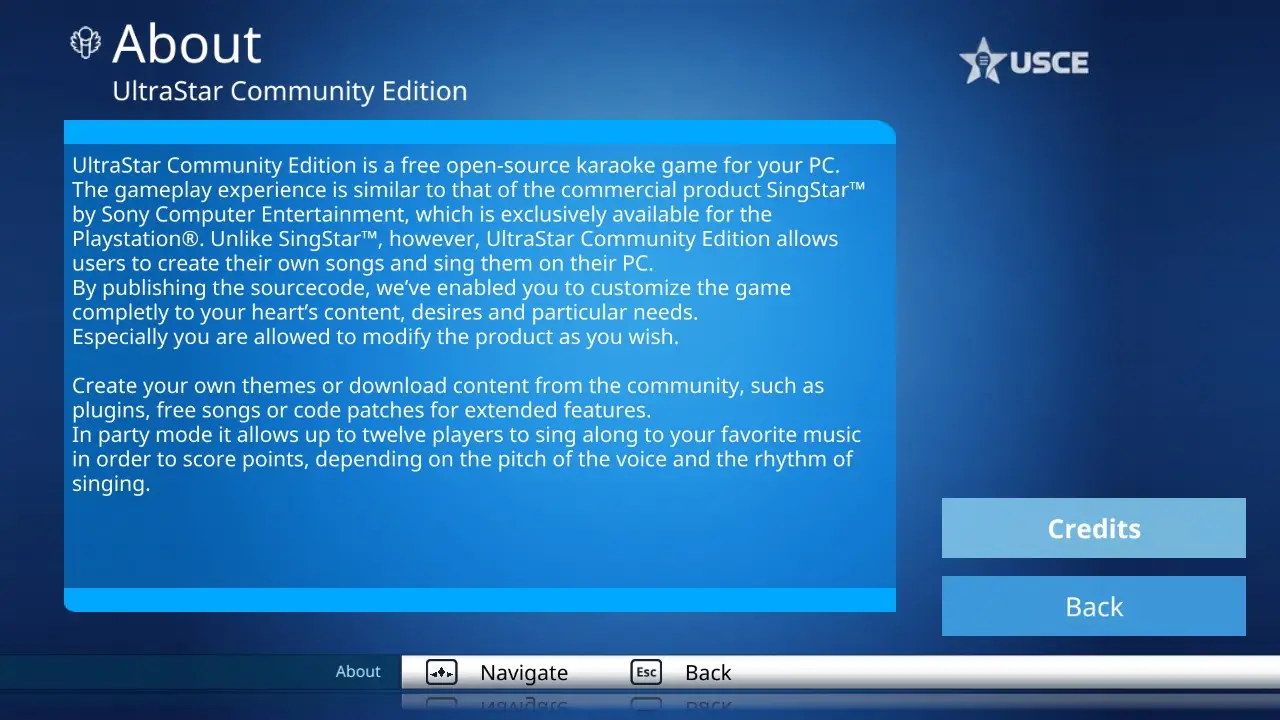 About
UltraStar Community Edition
USCE
UltraStar Community Edition is a free open-source karaoke game for your PC.
The gameplay experience is similar to that of the commercial product SingStar™
by Sony Computer Entertainment, which is exclusively available for the
Playstation®. Unlike SingStar™, however, UltraStar Community Edition allows
users to create their own songs and sing them on their PC.
By publishing the sourcecode, we’ve enabled you to customize the game
completly to your heart’s content, desires and particular needs.
Especially you are allowed to modify the product as you wish.
Create your own themes or download content from the community, such as
plugins, free songs or code patches for extended features.
In party mode it allows up to twelve players to sing along to your favorite music
in order to score points, depending on the pitch of the voice and the rhythm of
singing.
Credits
Back
About
Navigate
Esc
Back